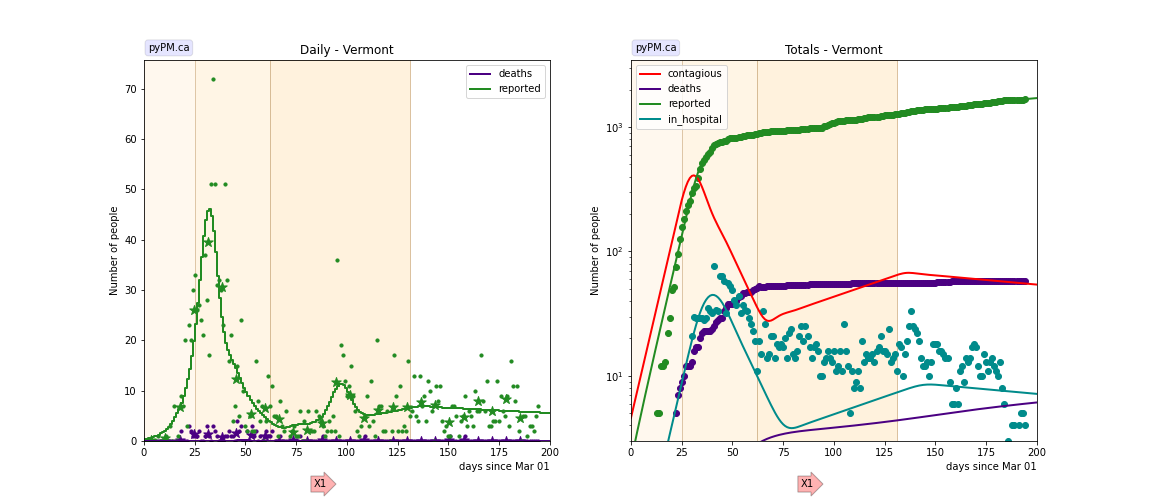 pyPM.ca
Daily - Vermont
deaths
reported
Number of people
70
60
50
40
30
20
10
0
0 25 50 75 100 125 150 175 200
days since Mar 01
X1
pyPM.ca
Totals - Vermont
contagious
deaths
reported
in_hospital
Number of people
10³
10²
10¹
0 25 50 75 100 125 150 175 200
days since Mar 01
X1